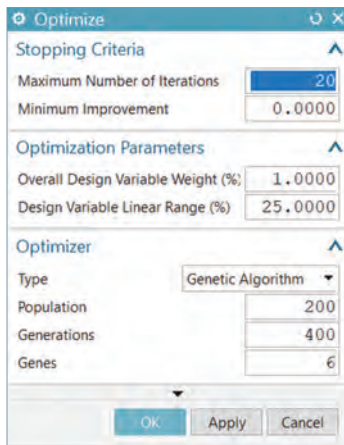 Optimize
Stopping Criteria
Maximum Number of Iterations 20
Minimum Improvement 0.0000
Optimization Parameters
Overall Design Variable Weight (%) 1.0000
Design Variable Linear Range (%) 25.0000
Optimizer
Type Genetic Algorithm
Population 200
Generations 400
Genes 6
OK Apply Cancel